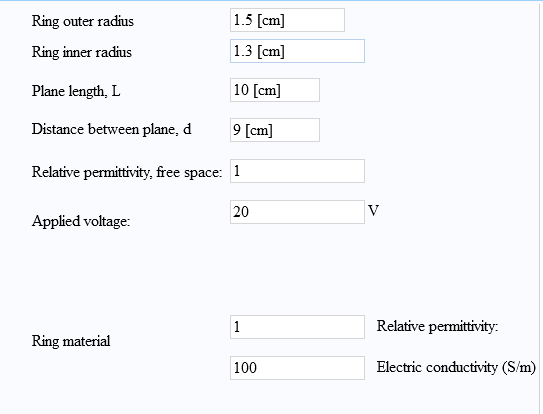 Ring outer radius 1.5 [cm]
Ring inner radius 1.3 [cm]
Plane length, L 10 [cm]
Distance between plane, d 9 [cm]
Relative permittivity, free space: 1
Applied voltage: 20 V
1 Relative permittivity:
Ring material
100 Electric conductivity (S/m)